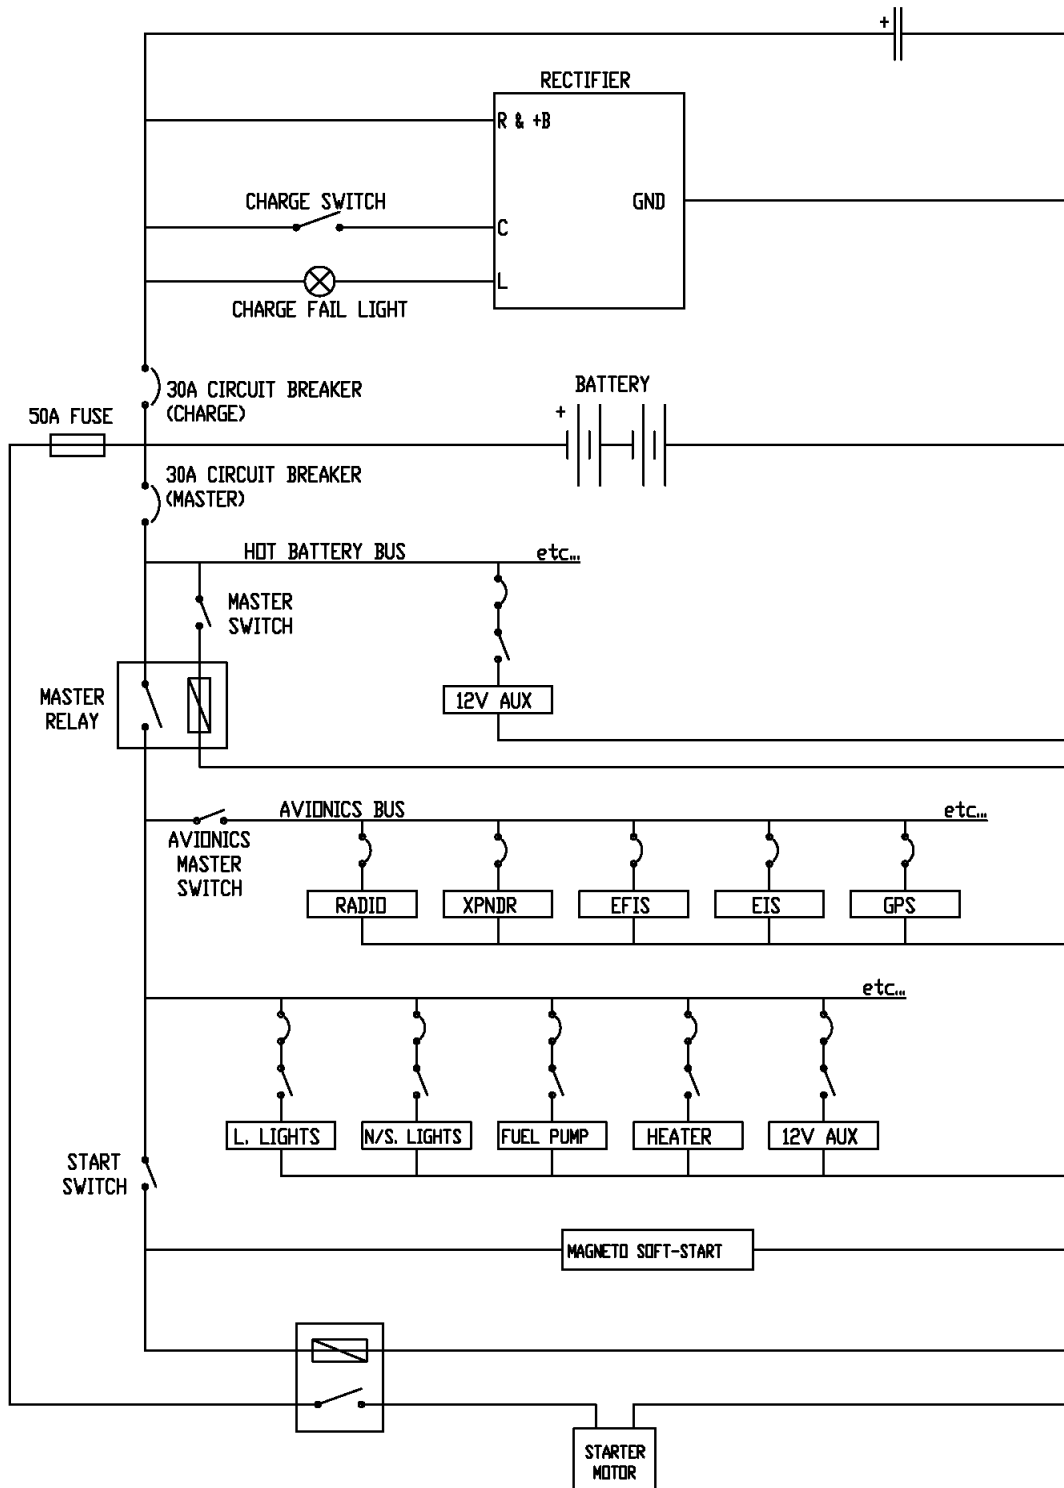 +
RECTIFIER
R & +B
CHARGE SWITCH
GND
C
L
CHARGE FAIL LIGHT
30A CIRCUIT BREAKER
(CHARGE)
BATTERY
50A FUSE
+
30A CIRCUIT BREAKER
(MASTER)
HOT BATTERY BUS
etc...
MASTER
SWITCH
MASTER
RELAY
12V AUX
AVIONICS BUS
etc...
AVIONICS
MASTER
SWITCH
RADIO
XPNDR
EFIS
EIS
GPS
etc...
L. LIGHTS
N/S. LIGHTS
FUEL PUMP
HEATER
12V AUX
START
SWITCH
MAGNETO SOFT-START
STARTER
MOTOR